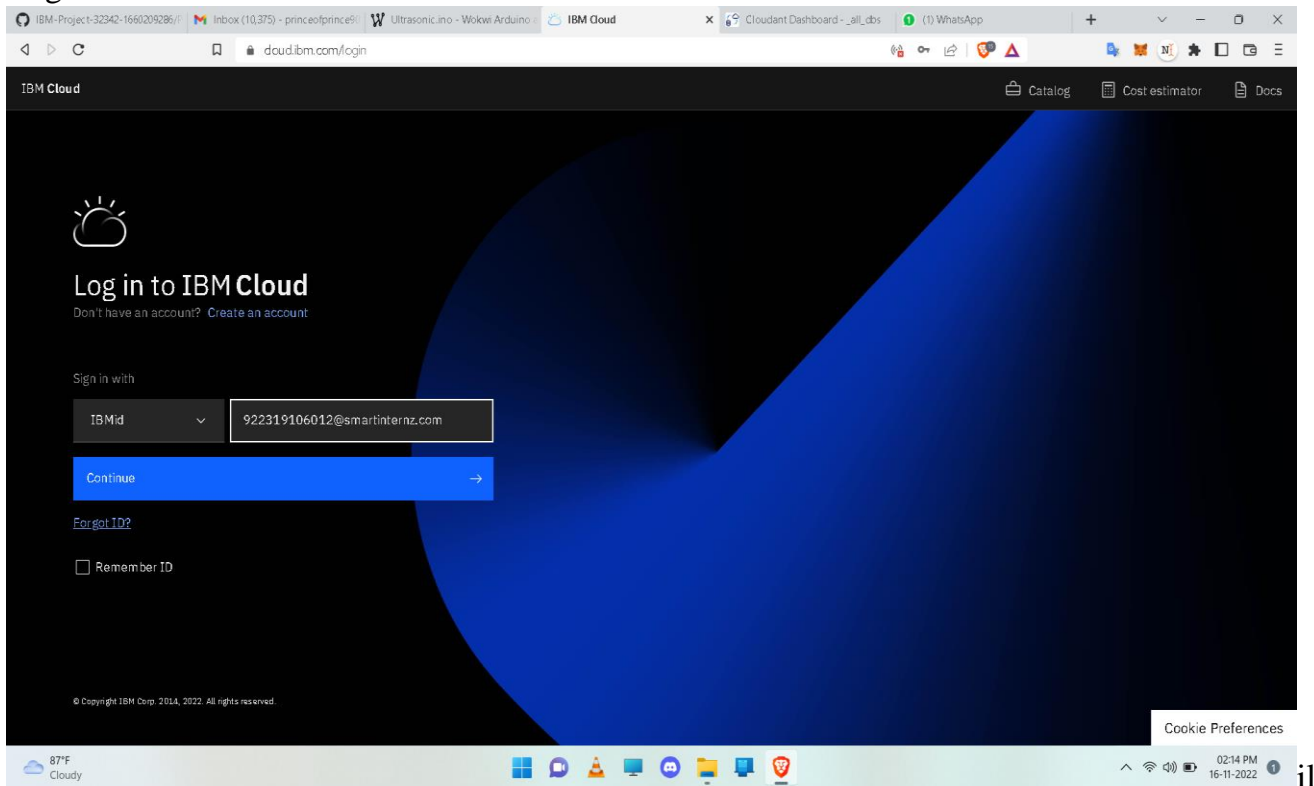 IBM-Project-32342-1660209286/
Inbox (10,375) - princeofprince90
Ultrasonic.ino - Wokwi Arduino
IBM Cloud
Cloudant Dashboard - _all_dbs
(1) WhatsApp
cloud.ibm.com/login
IBM Cloud
Catalog
Cost estimator
Docs
Log in to IBM Cloud
Don't have an account? Create an account
Sign in with
IBMid
922319106012@smartinternz.com
Continue
Forgot ID?
Remember ID
© Copyright IBM Corp. 2014, 2022. All rights reserved.
Cookie Preferences
87°F
Cloudy
02:14 PM
16-11-2022
1
il